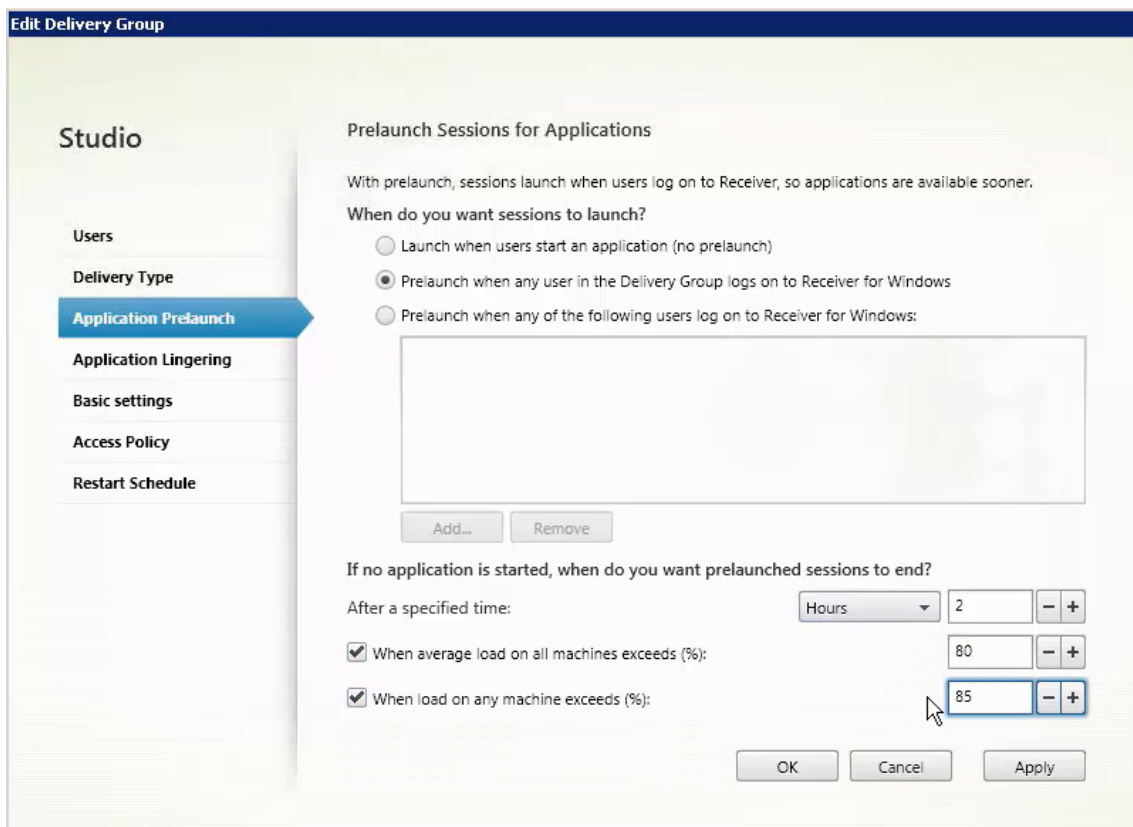 Edit Delivery Group
Studio
Users
Delivery Type
Application Prelaunch
Application Lingering
Basic settings
Access Policy
Restart Schedule
Prelaunch Sessions for Applications
With prelaunch, sessions launch when users log on to Receiver, so applications are available sooner.
When do you want sessions to launch?
Launch when users start an application (no prelaunch)
Prelaunch when any user in the Delivery Group logs on to Receiver for Windows
Prelaunch when any of the following users log on to Receiver for Windows:
Add... Remove
If no application is started, when do you want prelaunched sessions to end?
After a specified time: Hours 2
When average load on all machines exceeds (%): 80
When load on any machine exceeds (%): 85
OK Cancel Apply